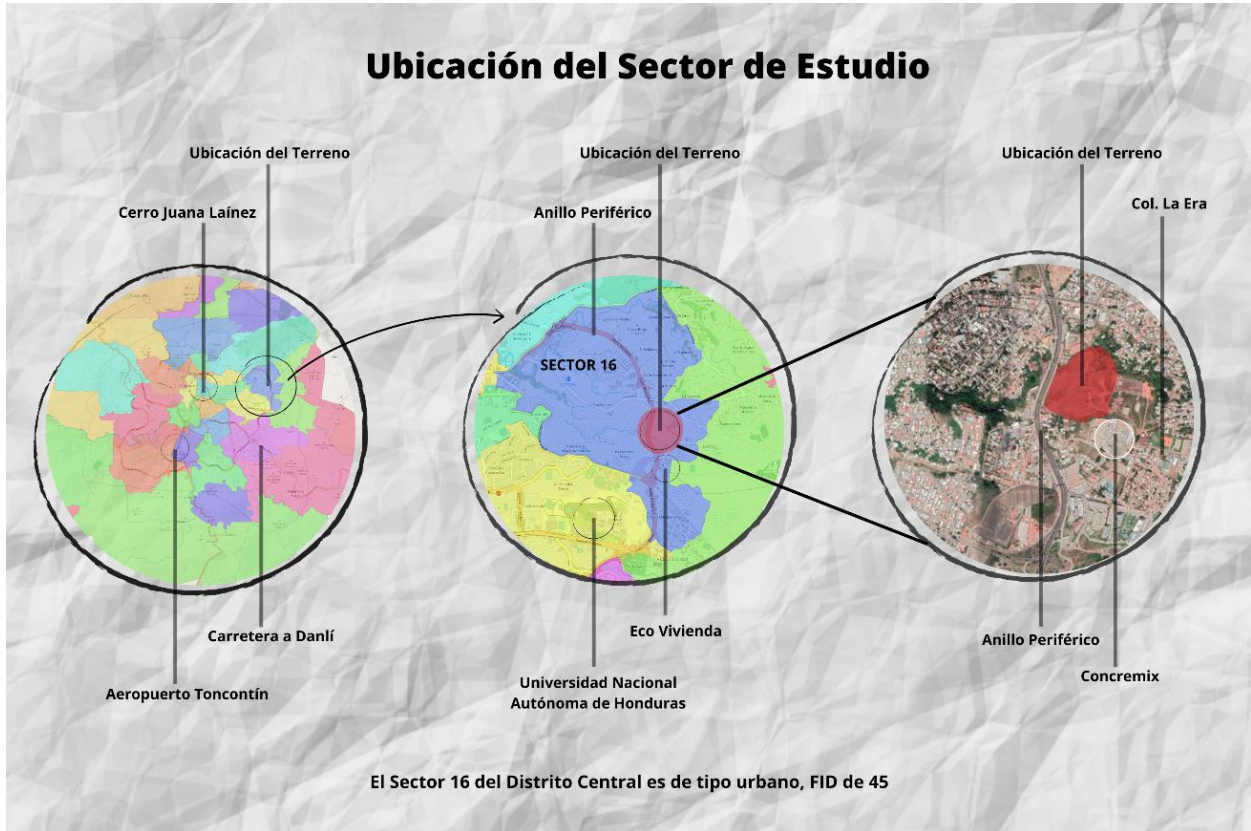 Ubicación del Sector de Estudio
Ubicación del Terreno
Cerro Juana Laínez
Carretera a Danlí
Aeropuerto Toncontín
Ubicación del Terreno
Anillo Periférico
SECTOR 16
Eco Vivienda
Universidad Nacional
Autónoma de Honduras
Ubicación del Terreno
Col. La Era
Anillo Periférico
Concremix
El Sector 16 del Distrito Central es de tipo urbano, FID de 45